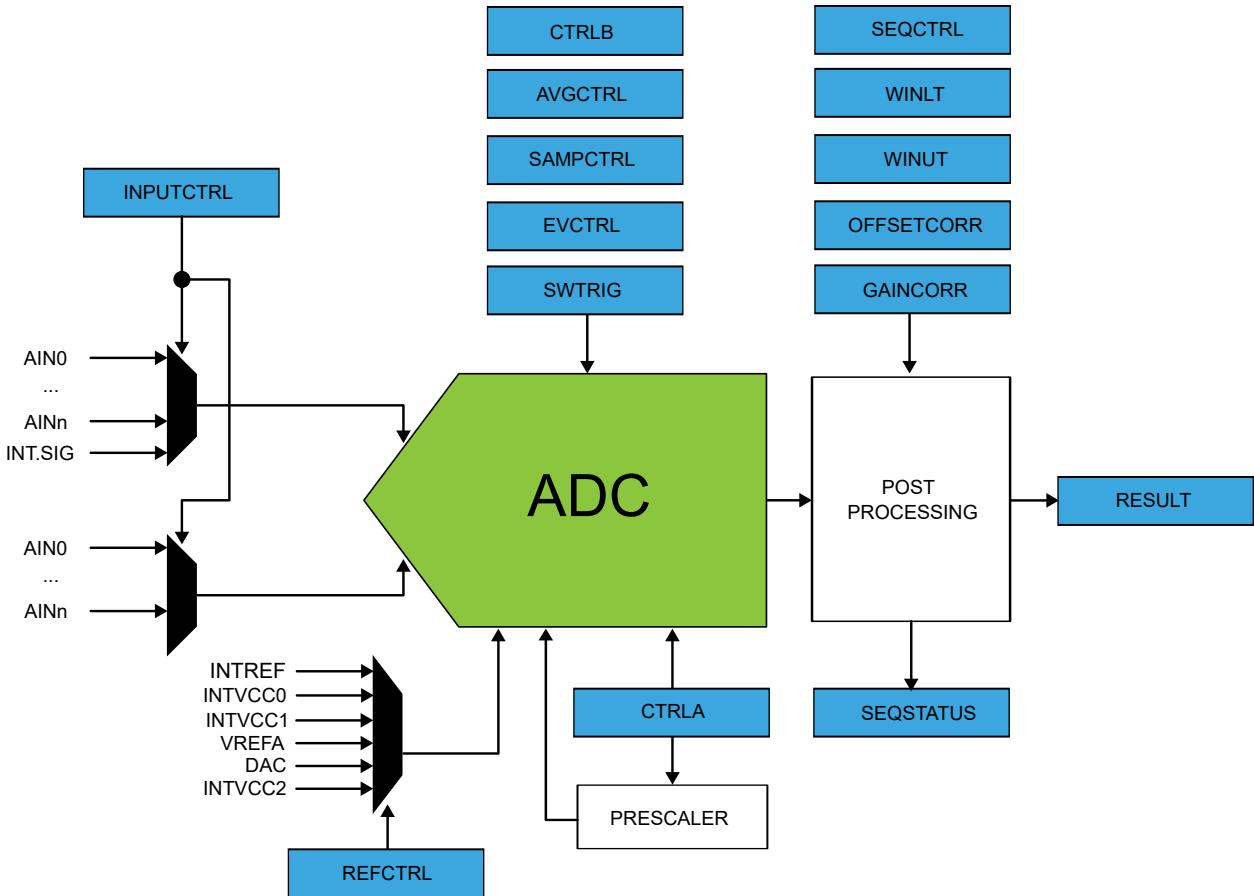 CTRLB
SEQCTRL
AVGCTRL
WINLT
SAMPCTRL
WINUT
INPUTCTRL
EVCTRL
OFFSETCORR
SWTRIG
GAINCORR
AIN0
...
AINn
INT.SIG
ADC
POST
PROCESSING
RESULT
AIN0
...
AINn
INTREF
INTVCC0
INTVCC1
VREFA
DAC
INTVCC2
CTRLA
SEQSTATUS
PRESCALER
REFCTRL